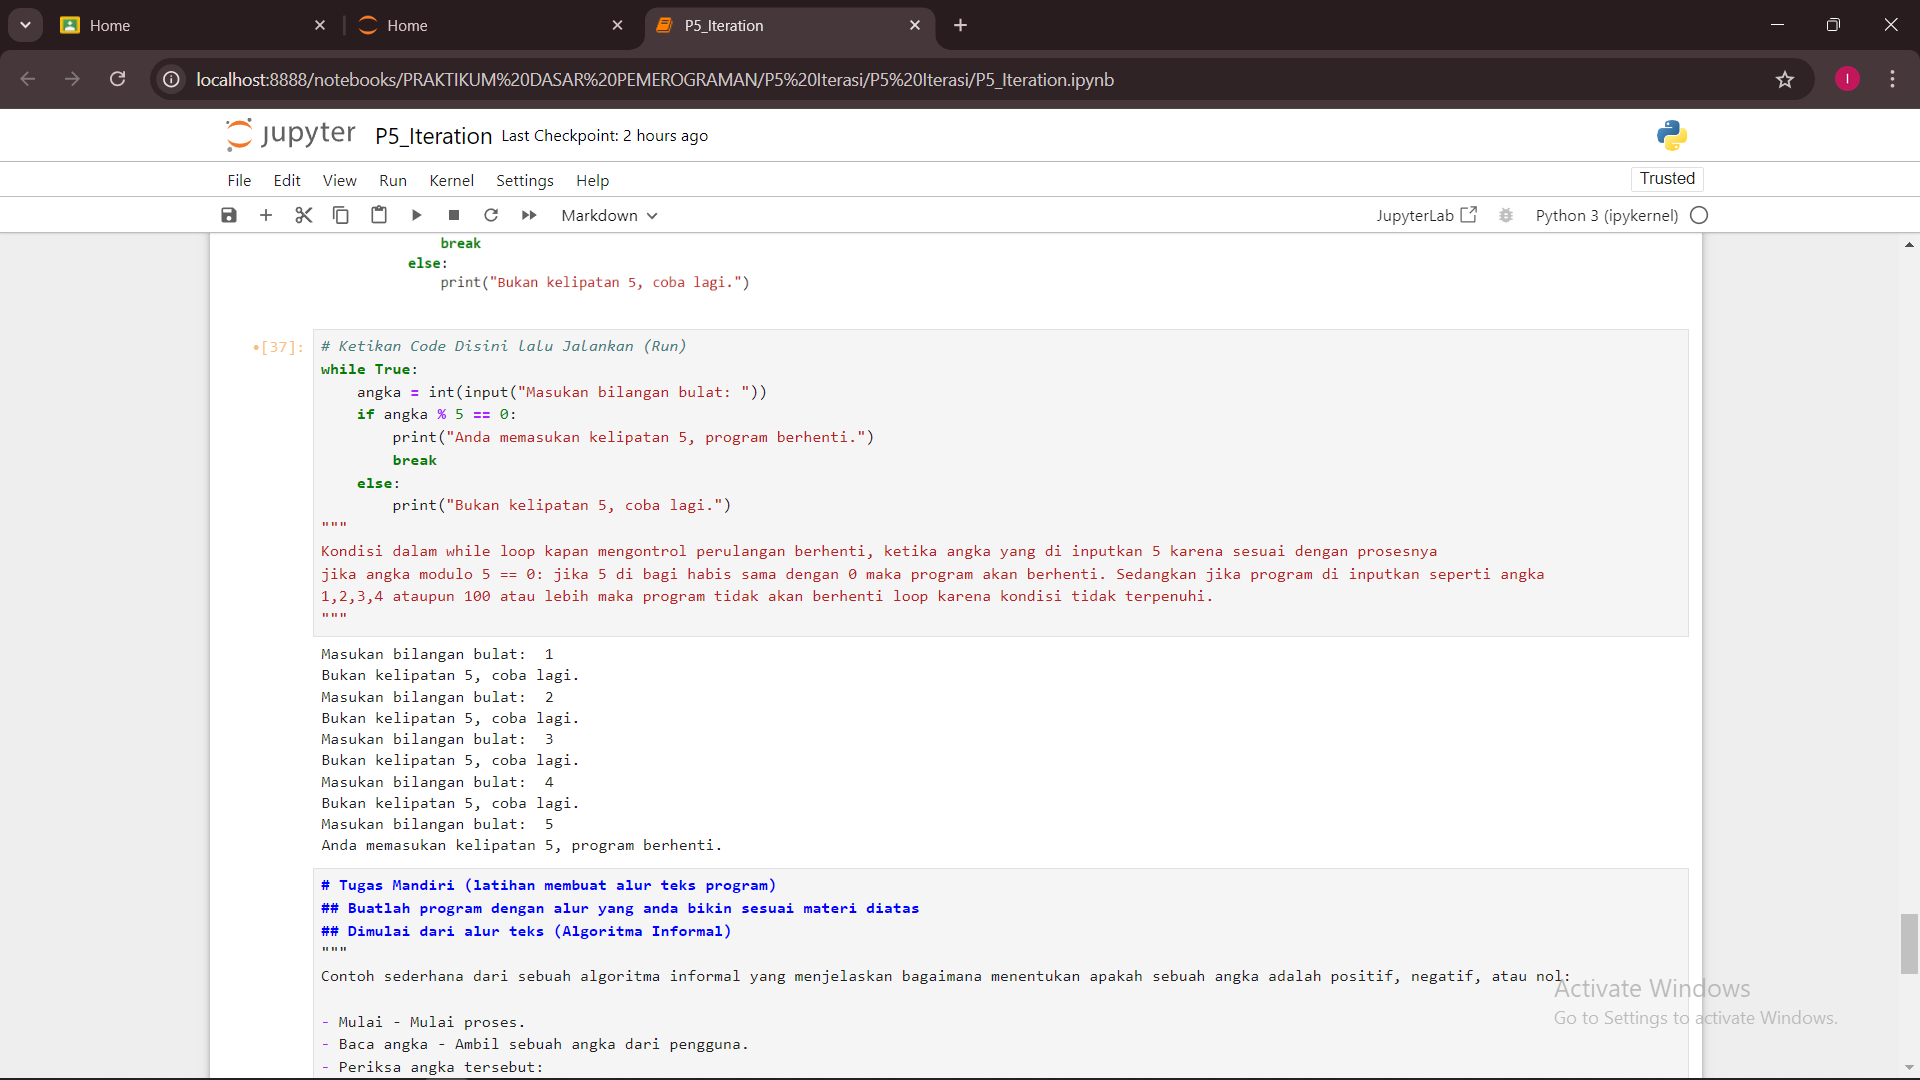 Home
Home
P5_Iteration
localhost:8888/notebooks/PRAKTIKUM%20DASAR%20PEMEROGRAMAN/P5%20Iterasi/P5%20Iterasi/P5_Iteration.ipynb
I
jupyter P5_Iteration Last Checkpoint: 2 hours ago
File Edit View Run Kernel Settings Help Trusted
Markdown JupyterLab Python 3 (ipykernel)
break
else:
print("Bukan kelipatan 5, coba lagi.")
•[37]: # Ketikan Code Disini Lalu Jalankan (Run)
while True:
angka = int(input("Masukan bilangan bulat: "))
if angka % 5 == 0:
print("Anda memasukan kelipatan 5, program berhenti.")
break
else:
print("Bukan kelipatan 5, coba lagi.")
"""
Kondisi dalam while loop kapan mengontrol perulangan berhenti, ketika angka yang di inputkan 5 karena sesuai dengan prosesnya
jika angka modulo 5 == 0: jika 5 di bagi habis sama dengan 0 maka program akan berhenti. Sedangkan jika program di inputkan seperti angka
1,2,3,4 ataupun 100 atau lebih maka program tidak akan berhenti loop karena kondisi tidak terpenuhi.
"""
Masukan bilangan bulat: 1
Bukan kelipatan 5, coba lagi.
Masukan bilangan bulat: 2
Bukan kelipatan 5, coba lagi.
Masukan bilangan bulat: 3
Bukan kelipatan 5, coba lagi.
Masukan bilangan bulat: 4
Bukan kelipatan 5, coba lagi.
Masukan bilangan bulat: 5
Anda memasukan kelipatan 5, program berhenti.
# Tugas Mandiri (latihan membuat alur teks program)
## Buatlah program dengan alur yang anda bikin sesuai materi diatas
## Dimulai dari alur teks (Algoritma Informal)
"""
Contoh sederhana dari sebuah algoritma informal yang menjelaskan bagaimana menentukan apakah sebuah angka adalah positif, negatif, atau nol:
- Mulai - Mulai proses.
- Baca angka - Ambil sebuah angka dari pengguna.
- Periksa angka tersebut:
Activate Windows
Go to Settings to activate Windows.